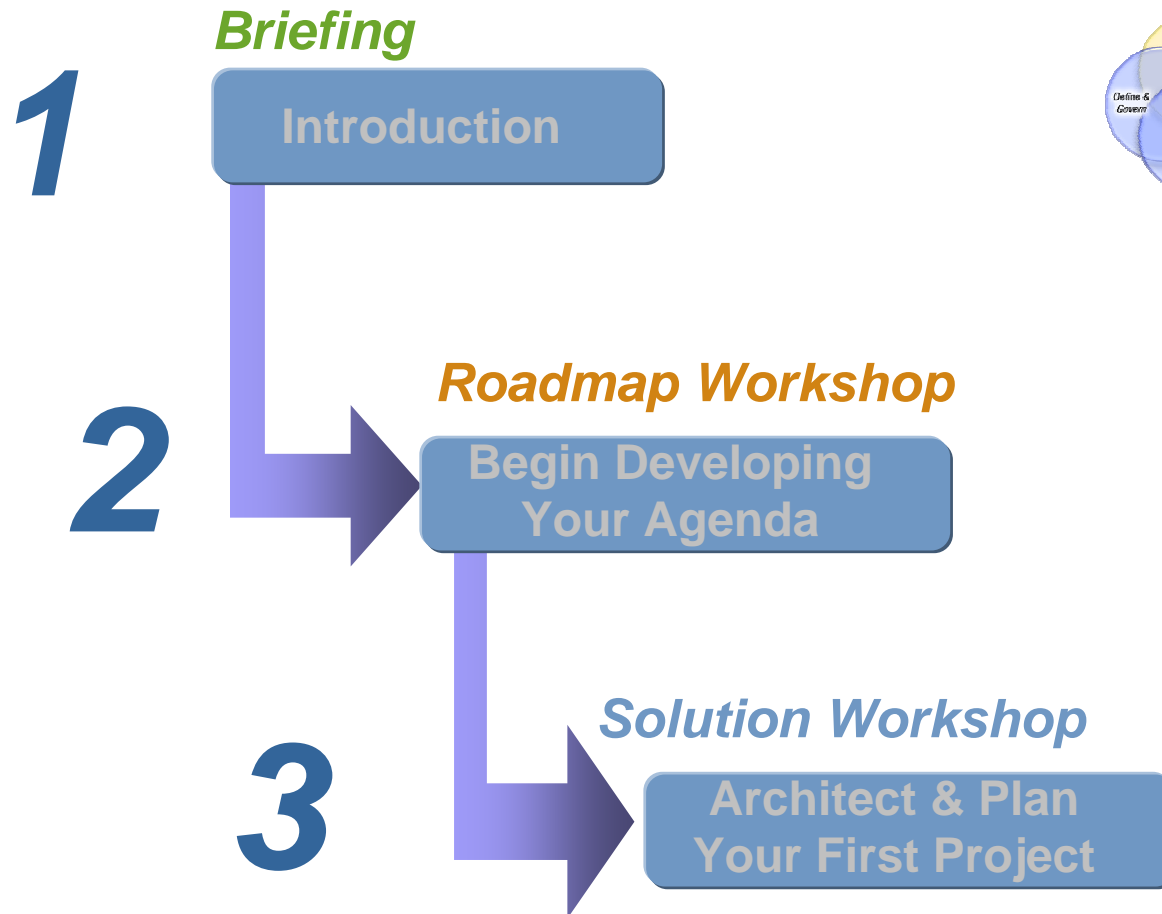 Briefing
1
Introduction
Define &
Govern
Roadmap Workshop
2
Begin Developing
Your Agenda
Solution Workshop
3
Architect & Plan
Your First Project